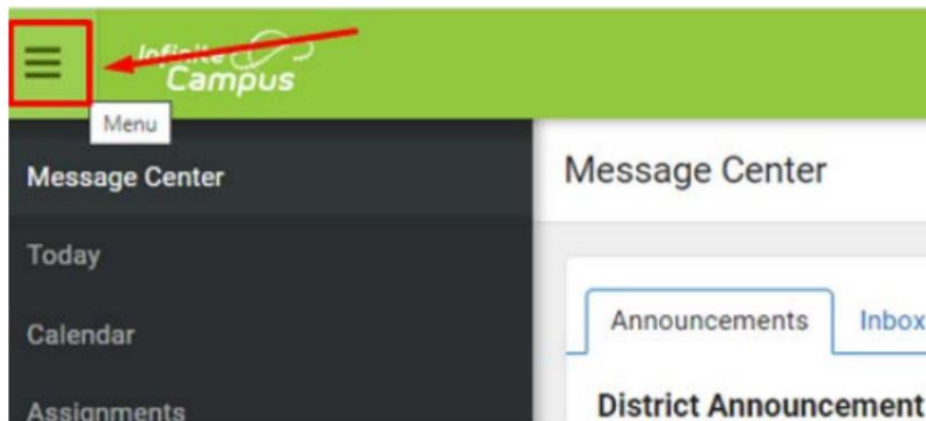 Infinite
Campus
Menu
Message Center
Message Center
Today
Calendar
Assignments
Announcements
Inbox
District Announcement